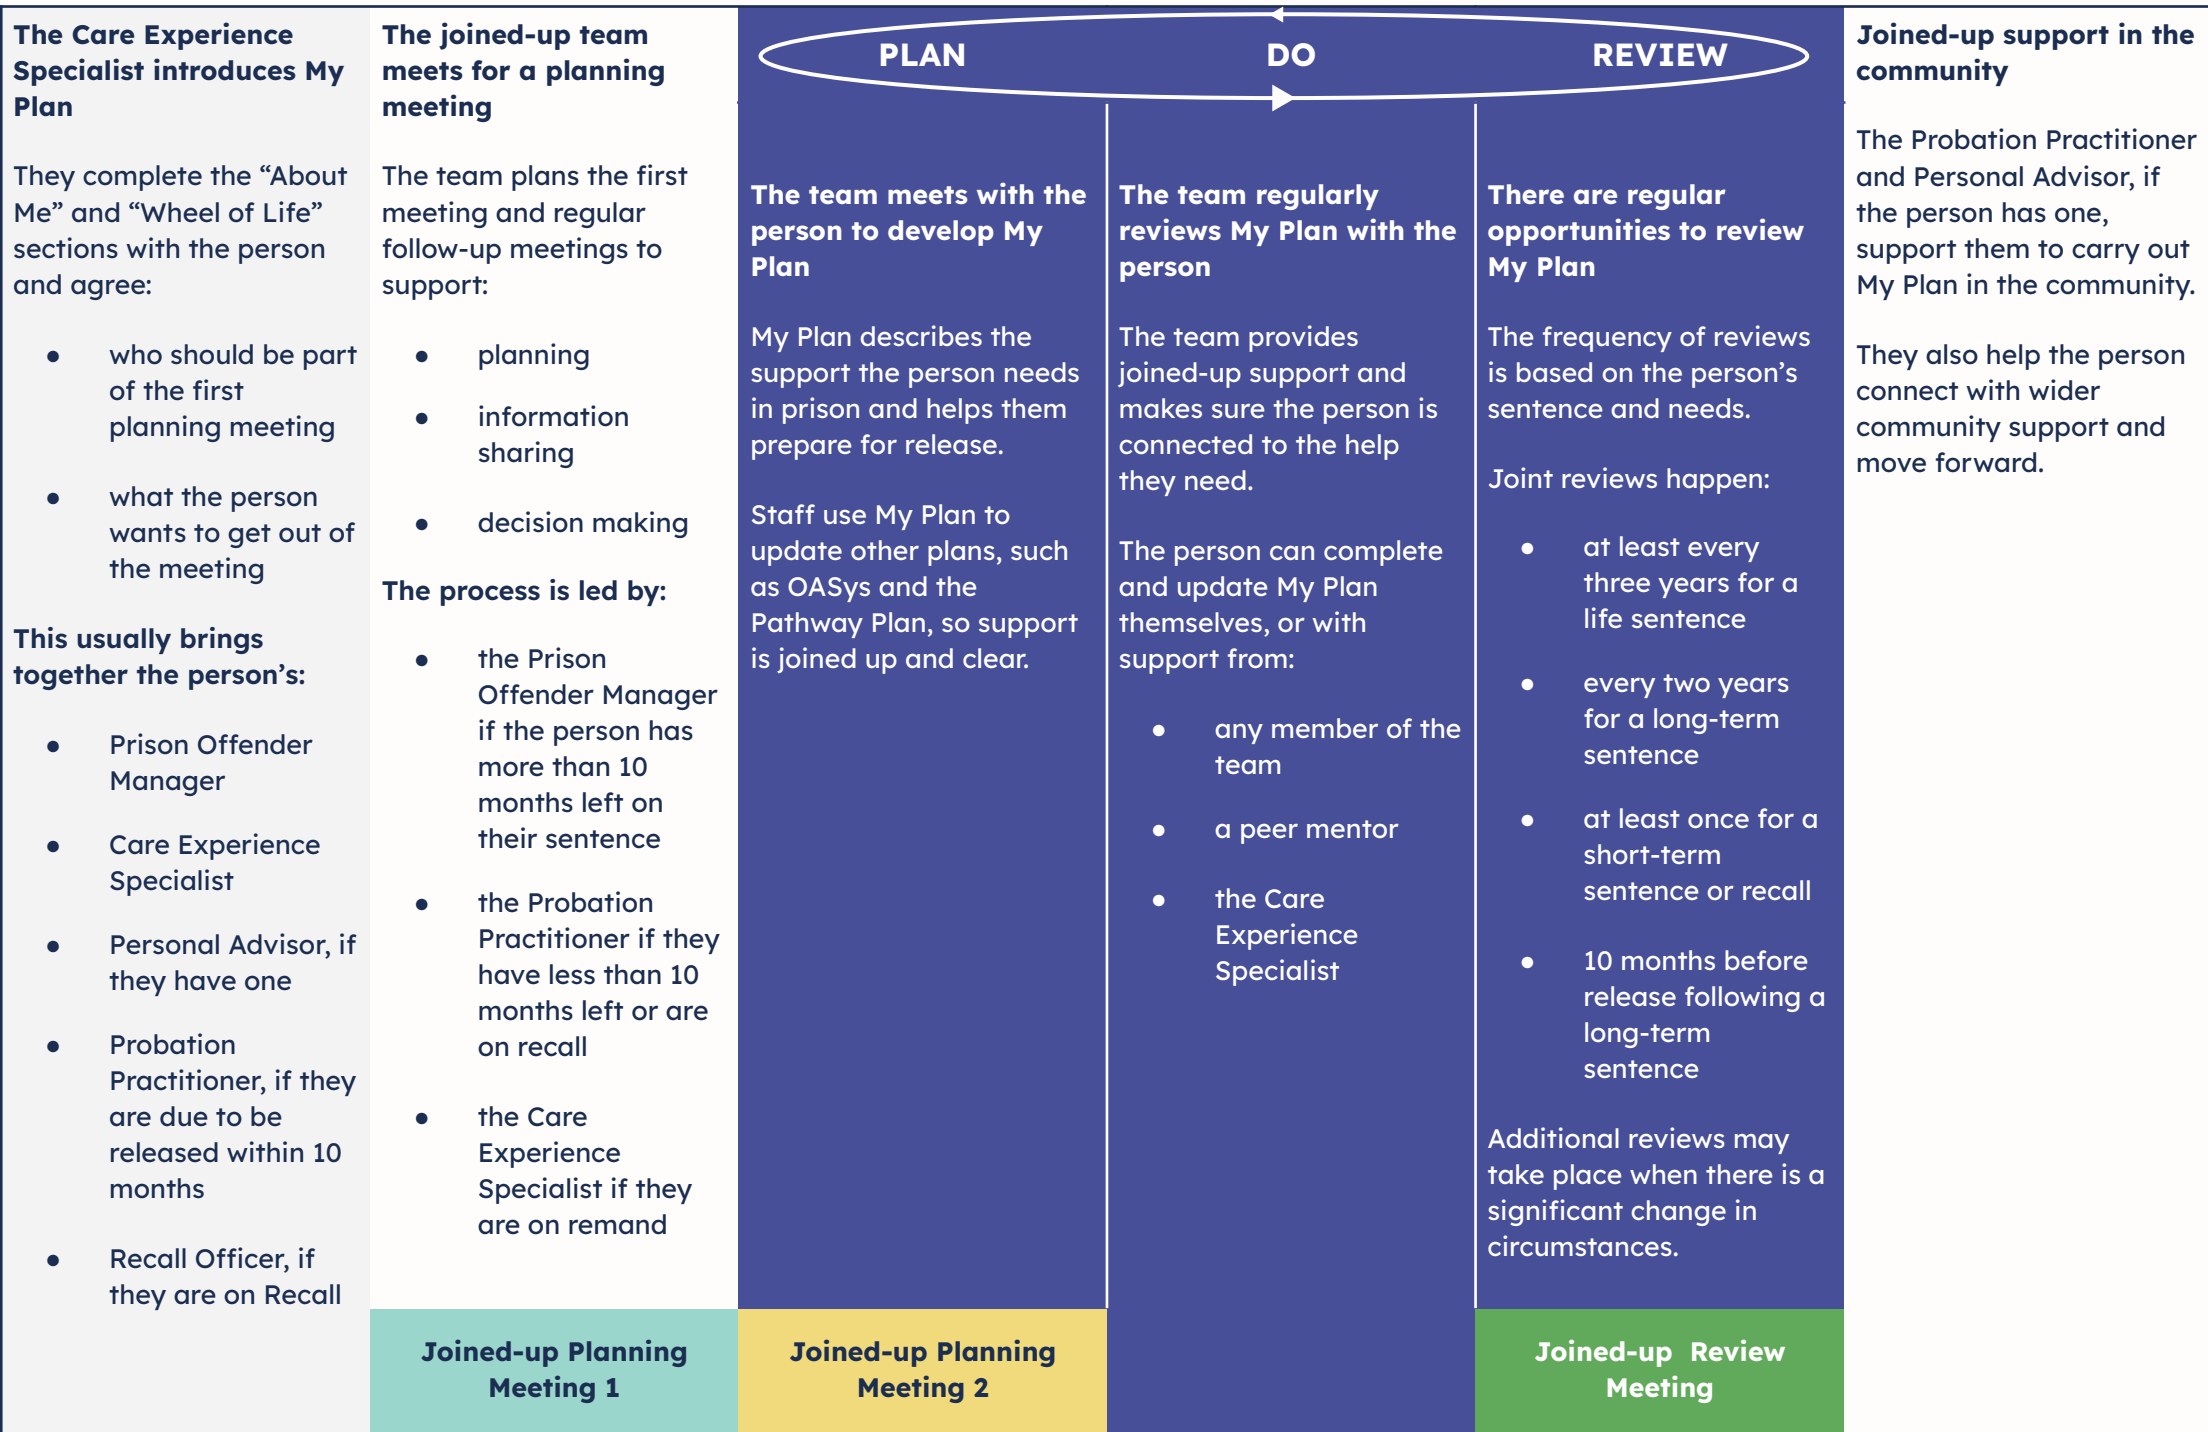 The Care Experience
Specialist introduces My
Plan
They complete the “About
Me” and “Wheel of Life”
sections with the person
and agree:
● who should be part
of the first
planning meeting
● what the person
wants to get out of
the meeting
This usually brings
together the person’s:
● Prison Offender
Manager
● Care Experience
Specialist
● Personal Advisor, if
they have one
● Probation
Practitioner, if they
are due to be
released within 10
months
● Recall Officer, if
they are on Recall
The joined-up team
meets for a planning
meeting
The team plans the first
meeting and regular
follow-up meetings to
support:
● planning
● information
sharing
● decision making
The process is led by:
● the Prison
Offender Manager
if the person has
more than 10
months left on
their sentence
● the Probation
Practitioner if they
have less than 10
months left or are
on recall
● the Care
Experience
Specialist if they
are on remand
Joined-up Planning
Meeting 1
PLAN
DO
REVIEW
The team meets with the
person to develop My
Plan
My Plan describes the
support the person needs
in prison and helps them
prepare for release.
Staff use My Plan to
update other plans, such
as OASys and the
Pathway Plan, so support
is joined up and clear.
Joined-up Planning
Meeting 2
The team regularly
reviews My Plan with the
person
The team provides
joined-up support and
makes sure the person is
connected to the help
they need.
The person can complete
and update My Plan
themselves, or with
support from:
● any member of the
team
● a peer mentor
● the Care
Experience
Specialist
There are regular
opportunities to review
My Plan
The frequency of reviews
is based on the person’s
sentence and needs.
Joint reviews happen:
● at least every
three years for a
life sentence
● every two years
for a long-term
sentence
● at least once for a
short-term
sentence or recall
● 10 months before
release following a
long-term
sentence
Additional reviews may
take place when there is a
significant change in
circumstances.
Joined-up Review
Meeting
Joined-up support in the
community
The Probation Practitioner
and Personal Advisor, if
the person has one,
support them to carry out
My Plan in the community.
They also help the person
connect with wider
community support and
move forward.